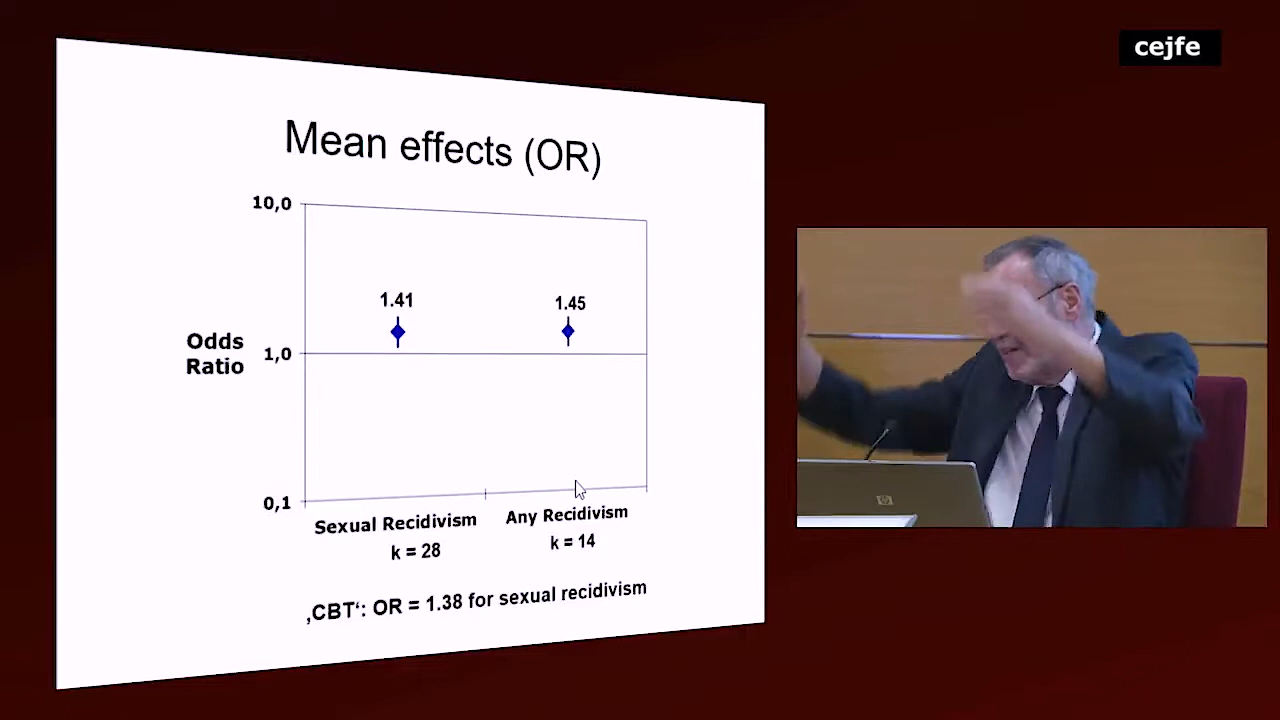 cejfe
Mean effects (OR)
10,0
1.41
1.45
Odds
Ratio
1,0
0,1
Sexual Recidivism
Any Recidivism
k = 28
k = 14
‚CBT‘: OR = 1.38 for sexual recidivism
hp